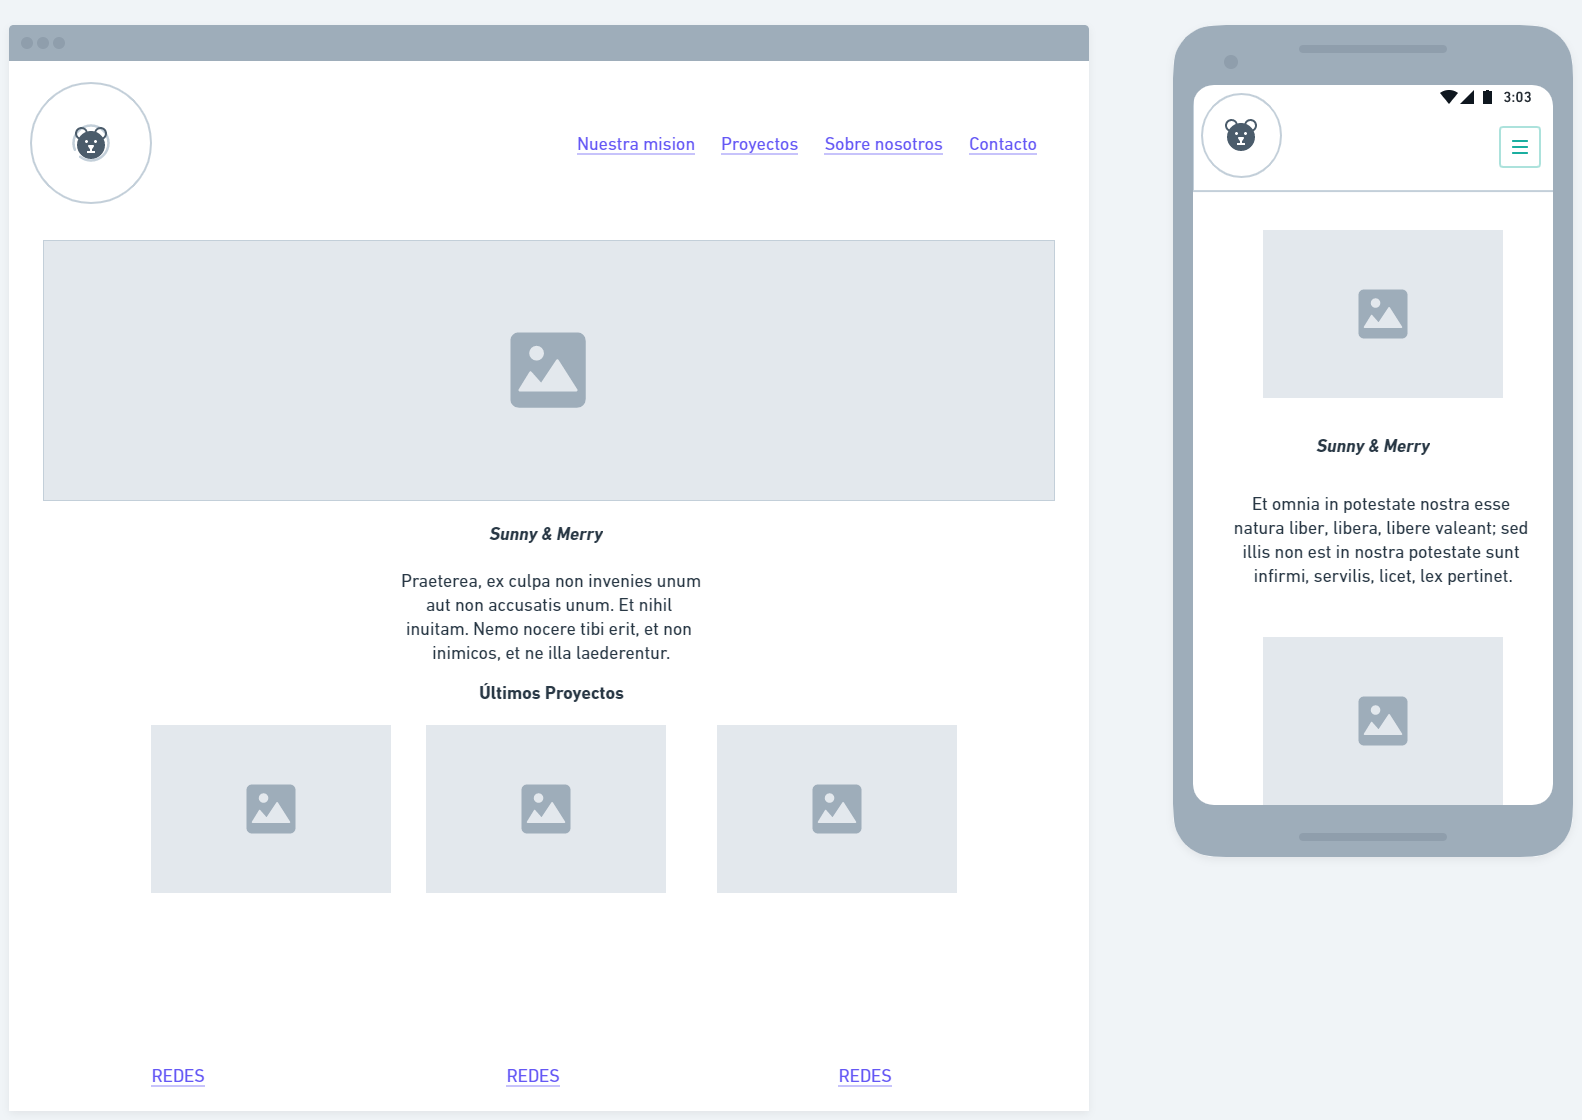 Nuestra mision Proyectos Sobre nosotros Contacto
Sunny & Merry
Praeterea, ex culpa non invenies unum
aut non accusatis unum. Et nihil
inuitam. Nemo nocere tibi erit, et non
inimicos, et ne illa laederentur.
Últimos Proyectos
REDES REDES REDES
3:03
Sunny & Merry
Et omnia in potestate nostra esse
natura liber, libera, libere valeant; sed
illis non est in nostra potestate sunt
infirmi, servilis, licet, lex pertinet.